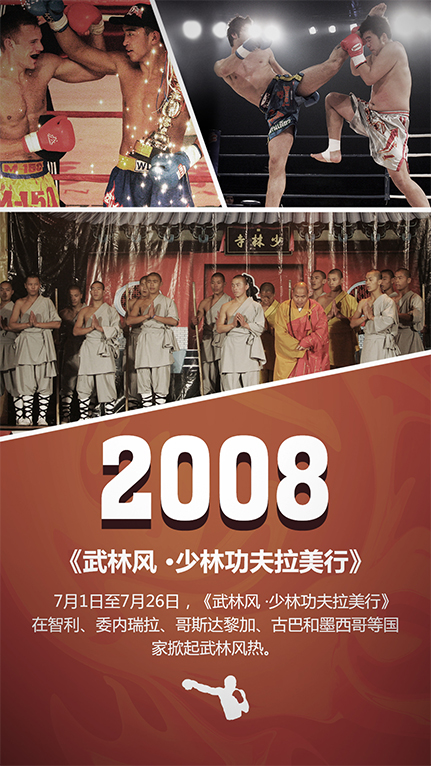 M-150
M-150
少林寺
2008
《武林风·少林功夫拉美行》
7月1日至7月26日，《武林风·少林功夫拉美行》
在智利、委内瑞拉、哥斯达黎加、古巴和墨西哥等国
家掀起武林风热。